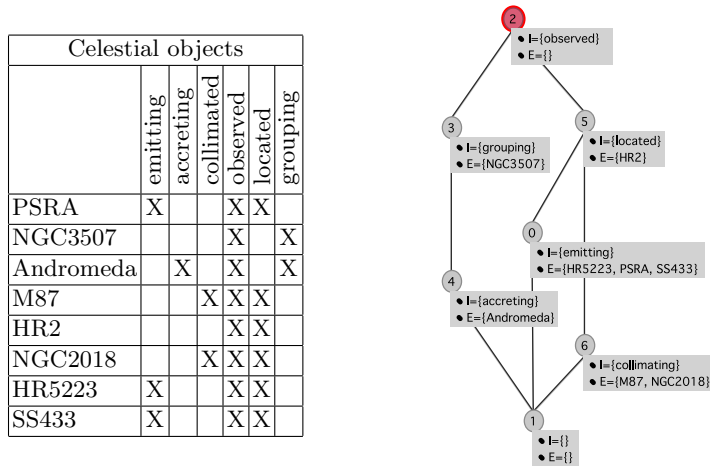 Celestial objects
emitting accreting collimated observed located grouping
PSRA X X X
NGC3507 X X
Andromeda X X X
M87 X X X
HR2 X X
NGC2018 X X X
HR5223 X X X
SS433 X X X
2
• I={observed}
• E={}
3
• I={grouping}
• E={NGC3507}
5
• I={located}
• E={HR2}
0
• I={emitting}
• E={HR5223, PSRA, SS433}
4
• I={accreting}
• E={Andromeda}
6
• I={collimating}
• E={M87, NGC2018}
1
• I={}
• E={}